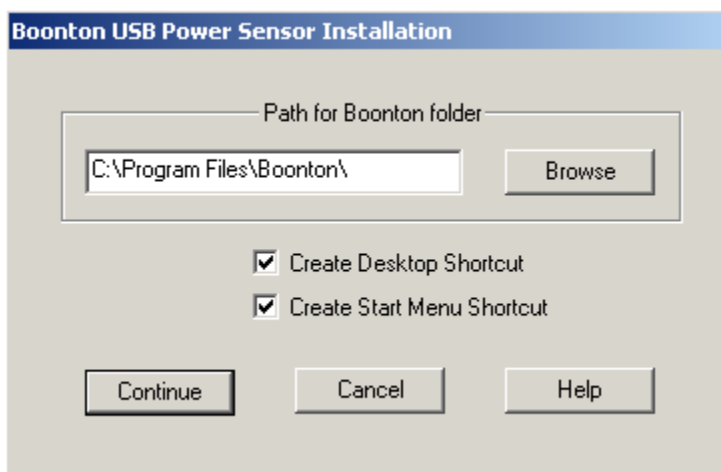 Boonton USB Power Sensor Installation
Path for Boonton folder
C:\Program Files\Boonton\
Browse
Create Desktop Shortcut
Create Start Menu Shortcut
Continue
Cancel
Help